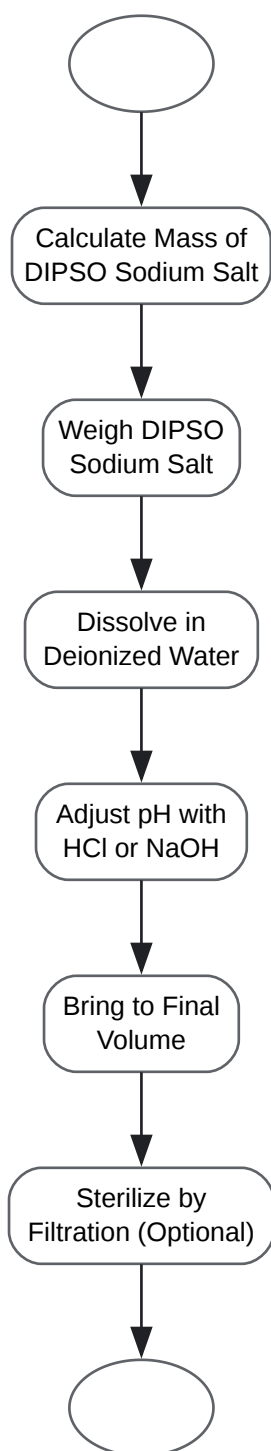 Calculate Mass of
DIPSO Sodium Salt
Weigh DIPSO
Sodium Salt
Dissolve in
Deionized Water
Adjust pH with
HCl or NaOH
Bring to Final
Volume
Sterilize by
Filtration (Optional)